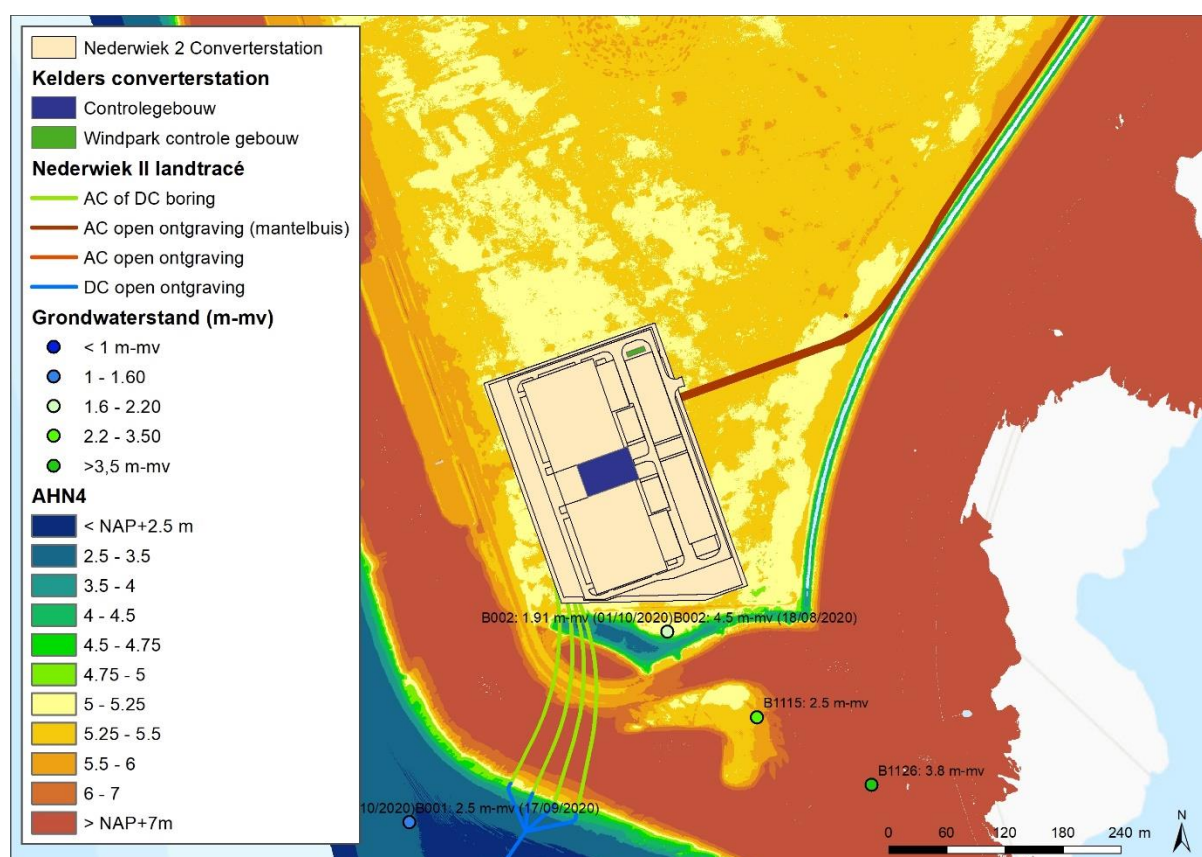 Nederwiek 2 Converterstation
Kelders converterstation
Controlegebouw
Windpark controle gebouw
Nederwiek II landtracé
AC of DC boring
AC open ontgraving (mantelbuis)
AC open ontgraving
DC open ontgraving
Grondwaterstand (m-mv)
< 1 m-mv
1 - 1.60
1.6 - 2.20
2.2 - 3.50
>3,5 m-mv
AHN4
< NAP+2.5 m
2.5 - 3.5
3.5 - 4
4 - 4.5
4.5 - 4.75
4.75 - 5
5 - 5.25
5.25 - 5.5
5.5 - 6
6 - 7
> NAP+7m
B002: 1.91 m-mv (01/10/2020)B002: 4.5 m-mv (18/08/2020)
B1115: 2.5 m-mv
B1126: 3.8 m-mv
10/2020)B001: 2.5 m-mv (17/09/2020)
N
0 60 120 180 240 m